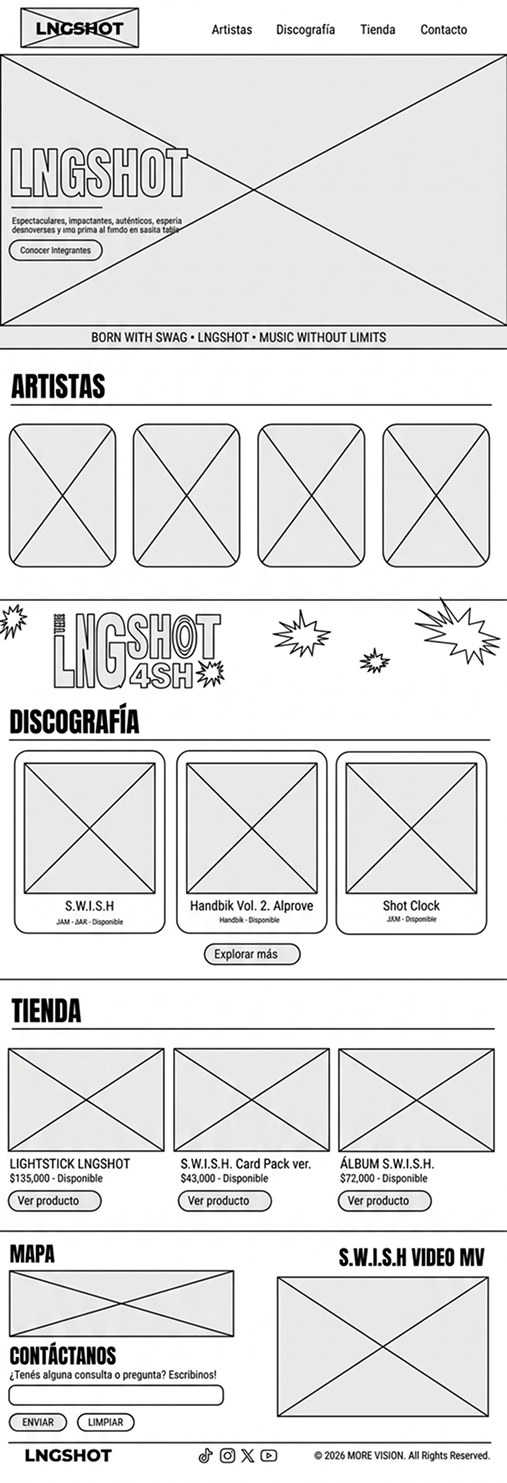 LNGSHOT
Artistas Discografía Tienda Contacto
LNGSHOT
Espectaculares, impactantes, auténticos, esperia
desnoverses y uno prima al fundo en sasita table
Conocer Integrantes
BORN WITH SWAG • LNGSHOT • MUSIC WITHOUT LIMITS
ARTISTAS
LNGSHOT
4SH
DISCOGRAFÍA
S.W.I.S.H
JAM - ΔAR - Disponible
Handbik Vol. 2. Alprove
Handbik - Disponible
Shot Clock
Disponible
Explorar más
TIENDA
LIGHTSTICK LNGSHOT
$135,000 - Disponible
Ver producto
S.W.I.S.H. Card Pack ver.
$43,000 - Disponible
Ver producto
ÁLBUM S.W.I.S.H.
$72,000 - Disponible
Ver producto
MAPA
S.W.I.S.H VIDEO MV
CONTÁCTANOS
¿Tenés alguna consulta o pregunta? Escribinos!
ENVIAR LIMPIAR
LNGSHOT
© 2026 MORE VISION. All Rights Reserved.